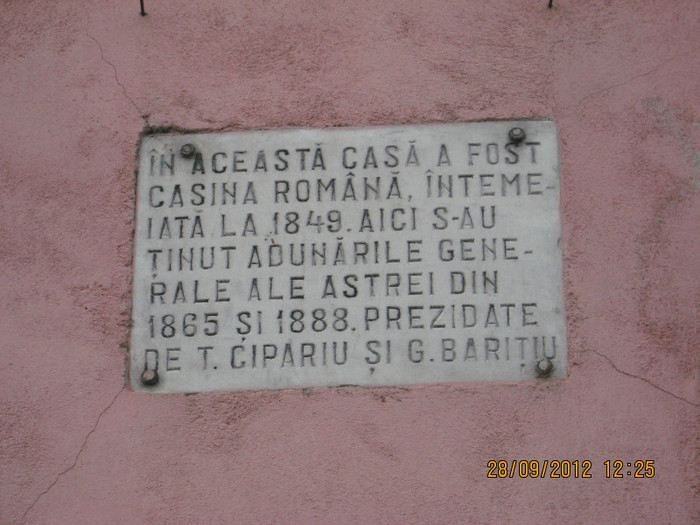 ÎN ACEASTĂ CASĂ A FOST
CASINA ROMÂNĂ, ÎNTEME-
IATĂ LA 1849. AICI S-AU
ȚINUT ADUNĂRILE GENE-
RALE ALE ASTREI DIN
1865 ȘI 1888. PREZIDATE
DE T. CIPARIU ȘI G. BARIȚIU
28/09/2012 12:25